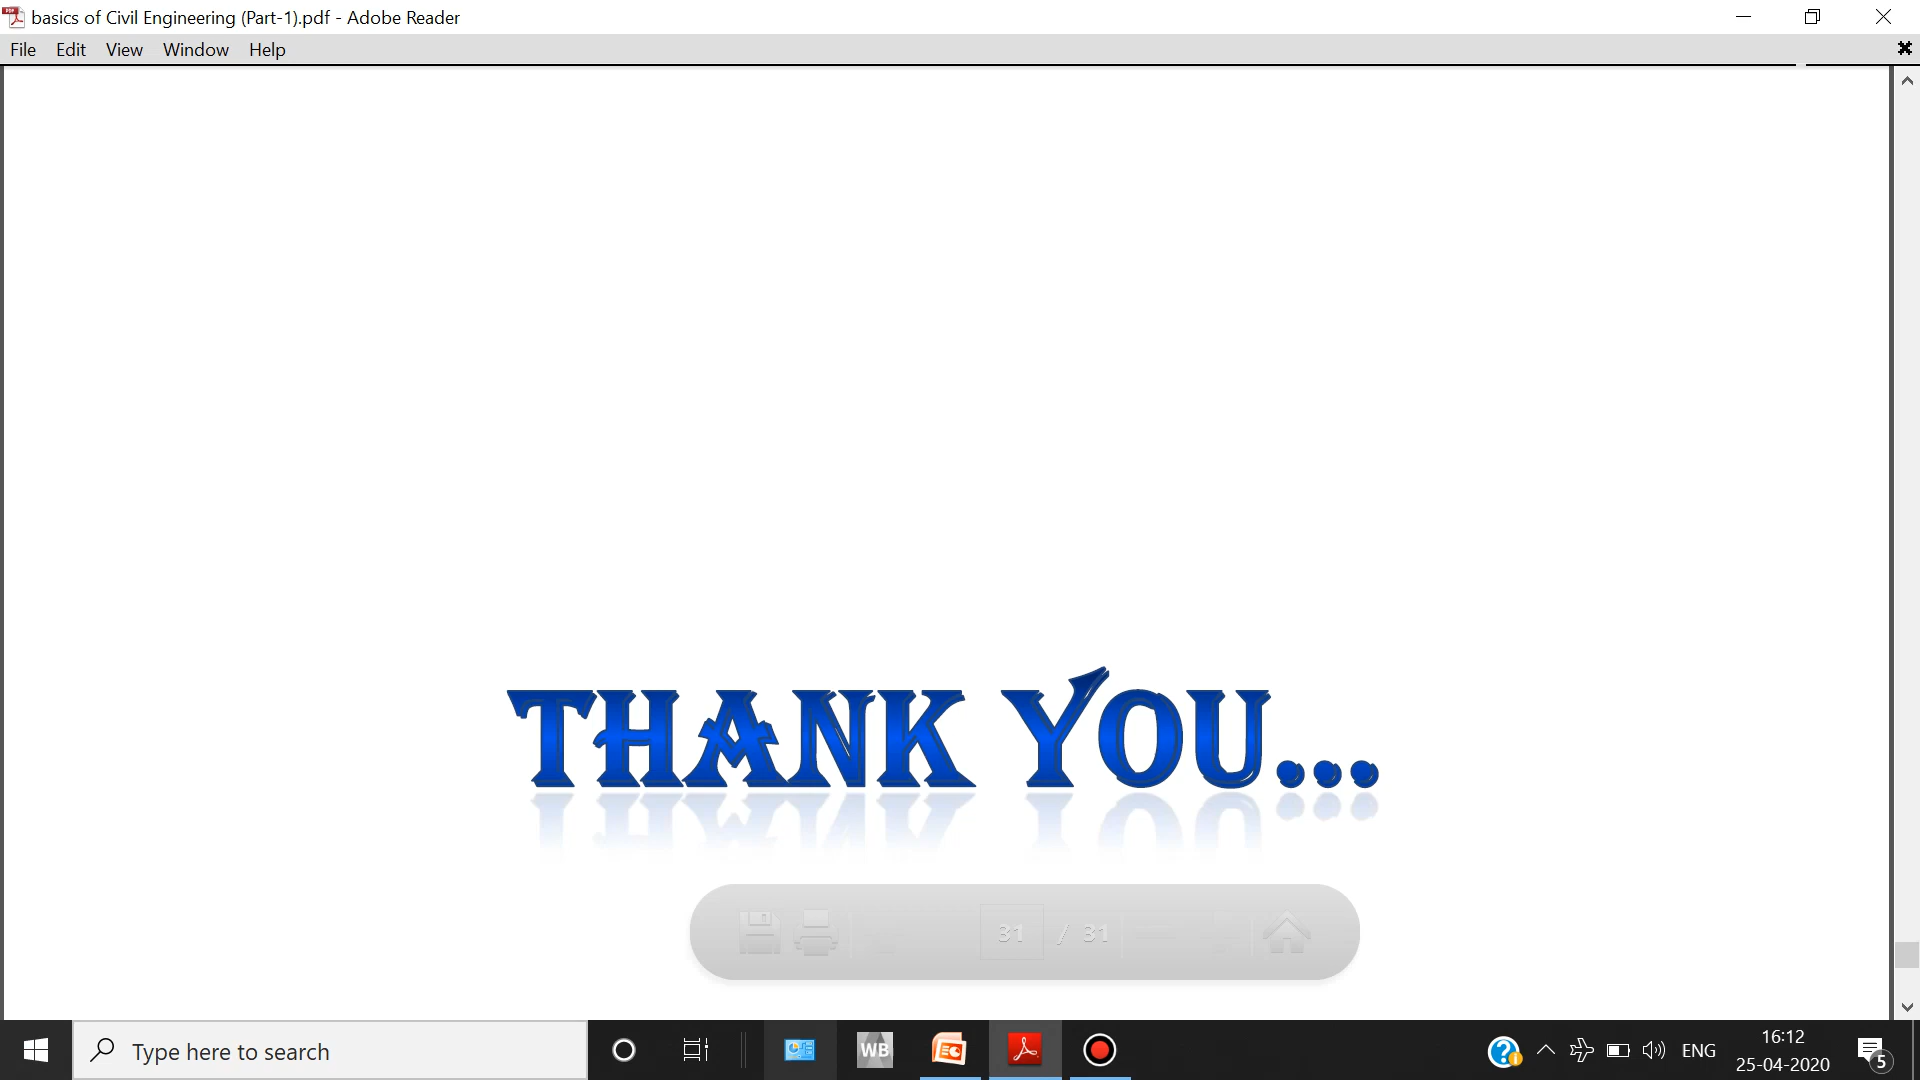 basics of Civil Engineering (Part-1).pdf - Adobe Reader
File Edit View Window Help
THANK YOU...
31 / 31
Type here to search
WB
ENG
16:12
25-04-2020
5